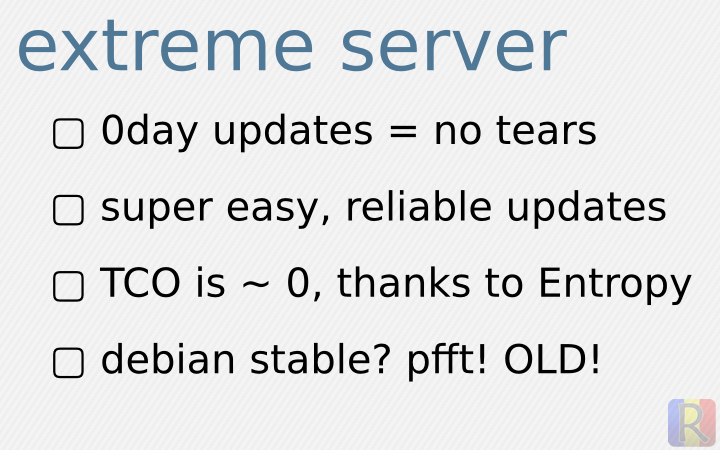 extreme server
▢ 0day updates = no tears
▢ super easy, reliable updates
▢ TCO is ~ 0, thanks to Entropy
▢ debian stable? pfft! OLD!
R